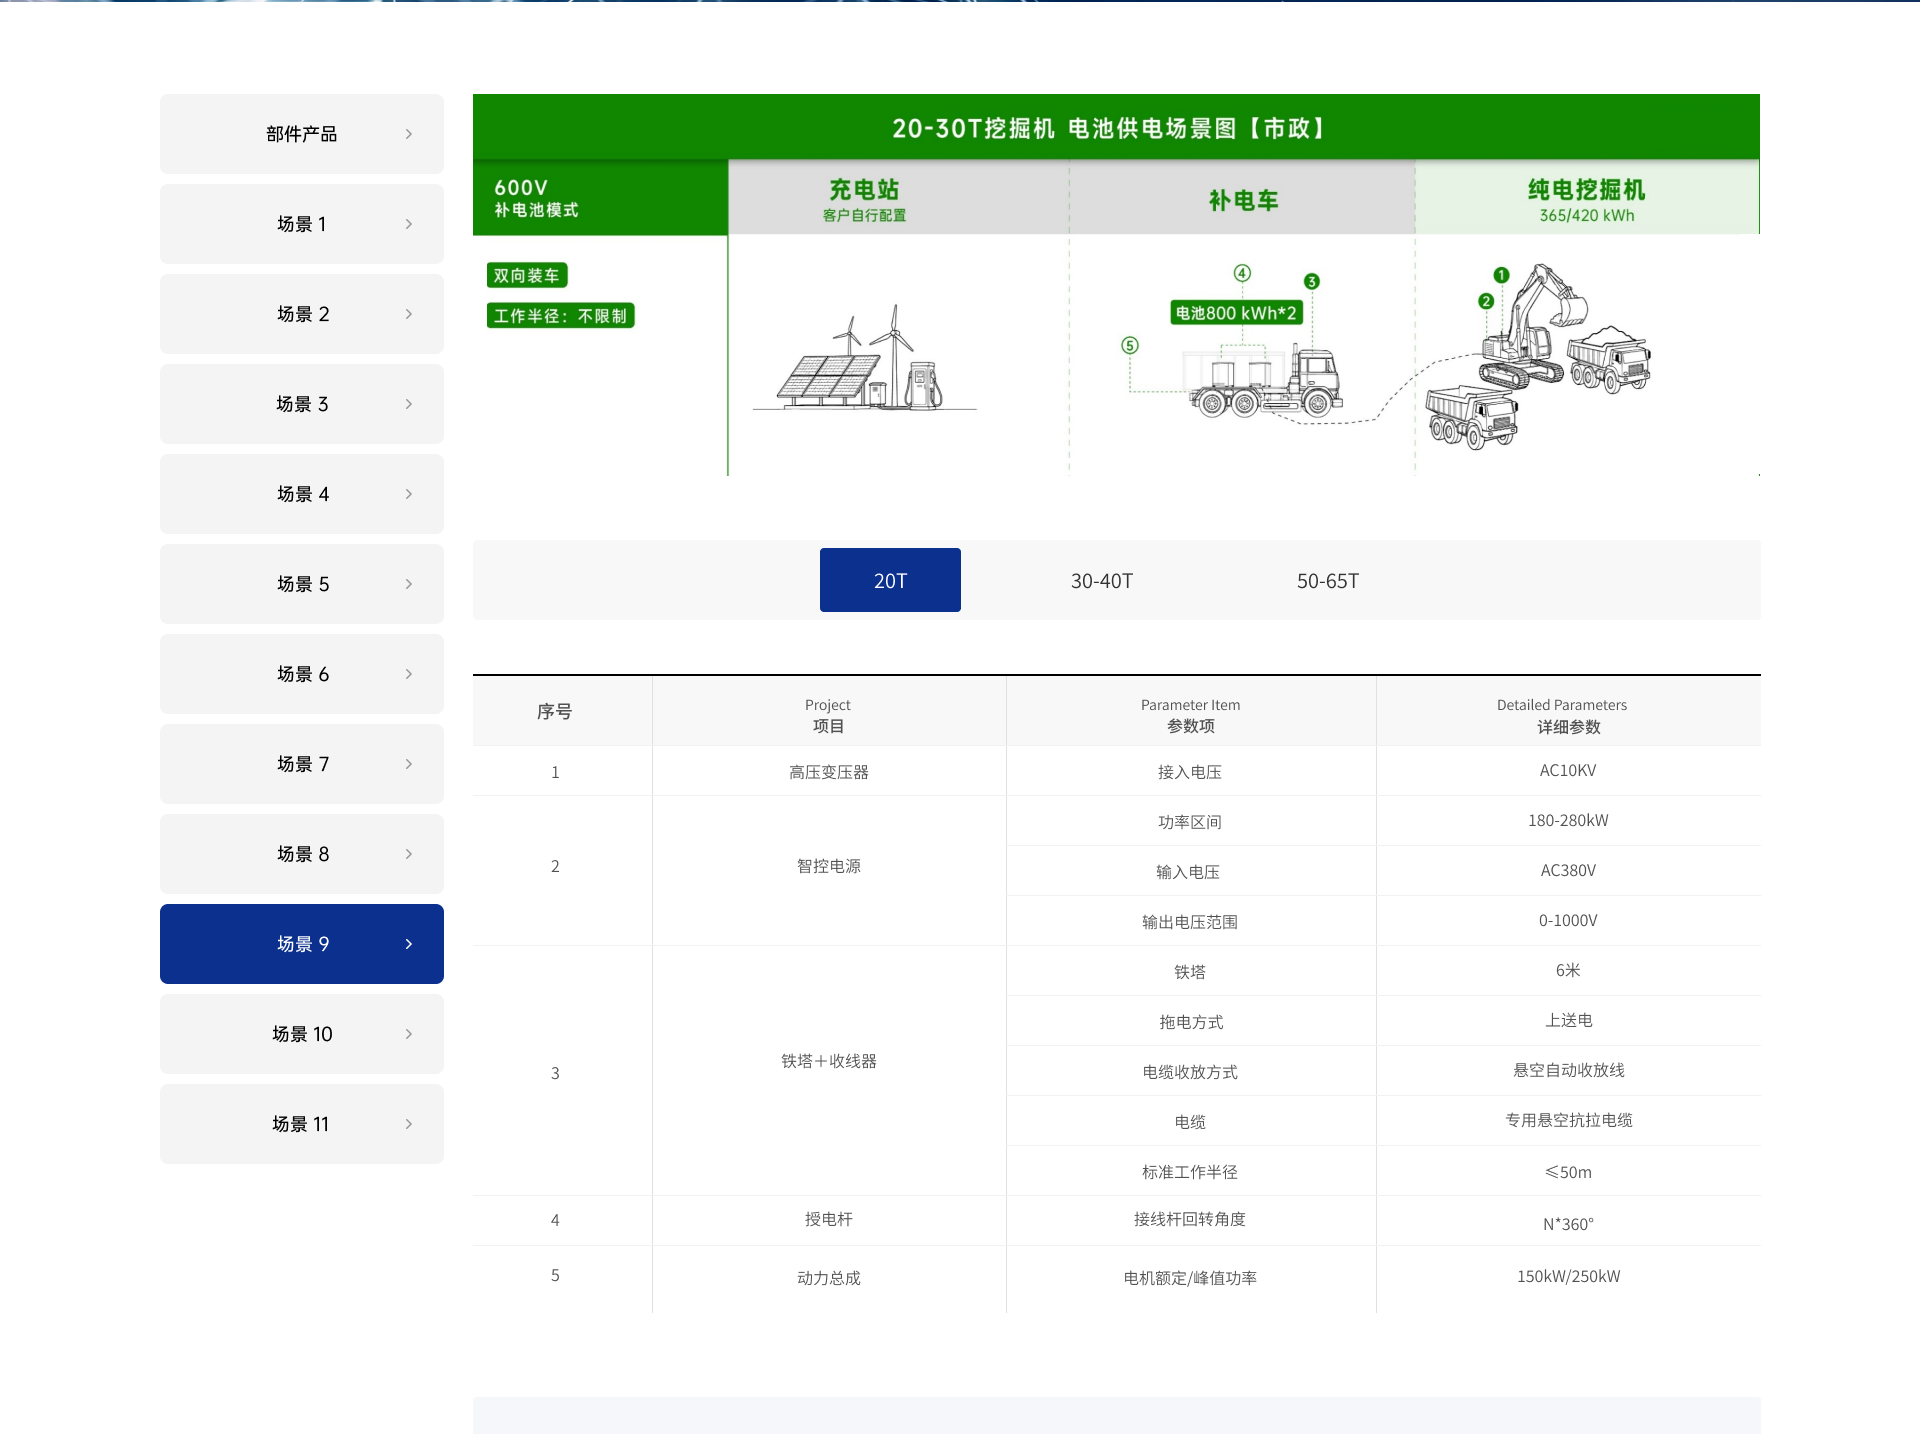 部件产品
场景 1
场景 2
场景 3
场景 4
场景 5
场景 6
场景 7
场景 8
场景 9
场景 10
场景 11
20-30T挖掘机 电池供电场景图【市政】
600V
补电池模式
充电站
客户自行配置
补电车
纯电挖掘机
365/420 kWh
双向装车
工作半径：不限制
④
③
电池800 kWh*2
⑤
①
②
20T
30-40T
50-65T
序号
Project
项目
Parameter Item
参数项
Detailed Parameters
详细参数
1
高压变压器
接入电压
AC10KV
2
智控电源
功率区间
180-280kW
输入电压
AC380V
输出电压范围
0-1000V
3
铁塔+收线器
铁塔
6米
拖电方式
上送电
电缆收放方式
悬空自动收放线
电缆
专用悬空抗拉电缆
标准工作半径
≤50m
4
授电杆
接线杆回转角度
N*360°
5
动力总成
电机额定/峰值功率
150kW/250kW